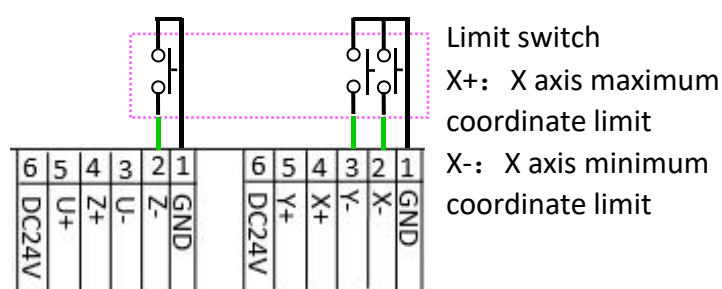 Limit switch
X+：X axis maximum
coordinate limit
X-：X axis minimum
coordinate limit
6 5 4 3 2 1
DC24V U+ Z+ U- Z- GND
6 5 4 3 2 1
DC24V Y+ X+ Y- X- GND